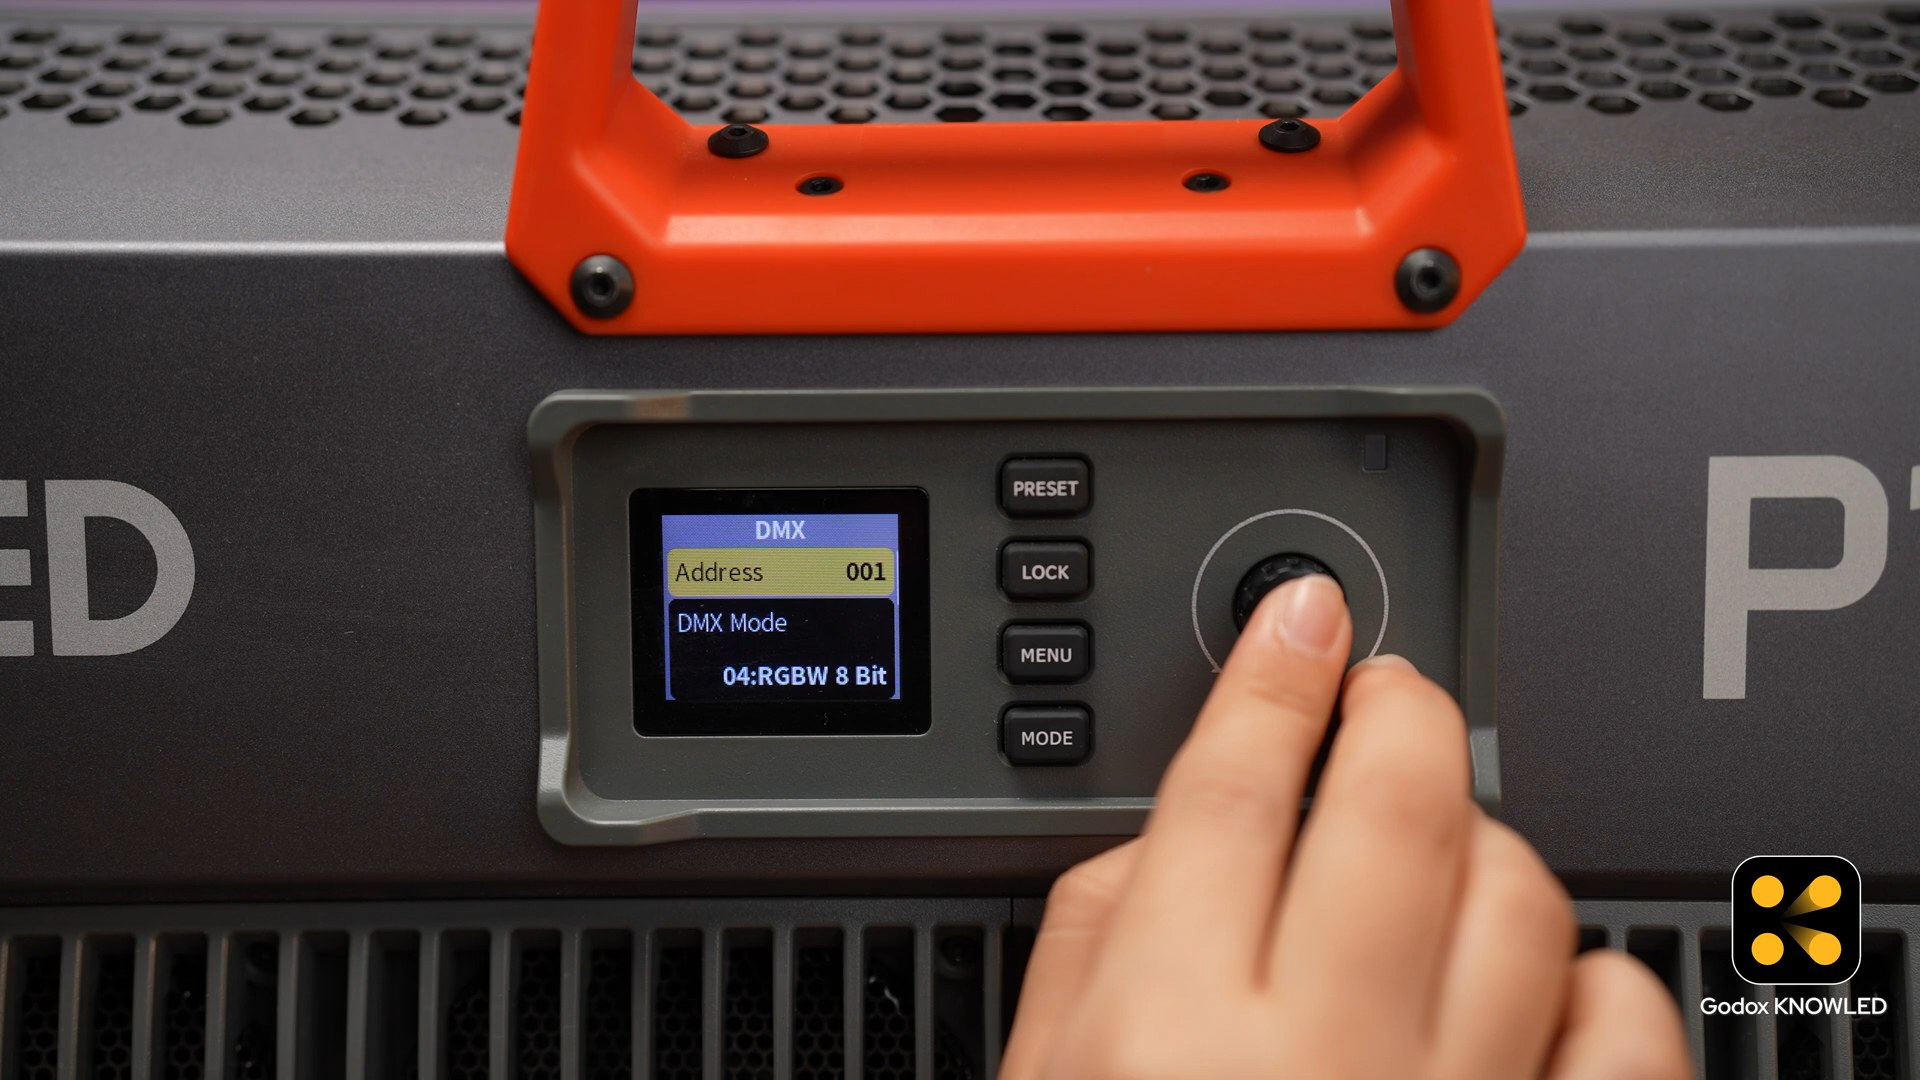 ED
DMX
Address 001
DMX Mode
04:RGBW 8 Bit
PRESET
LOCK
MENU
MODE
P
Godox KNOWLED